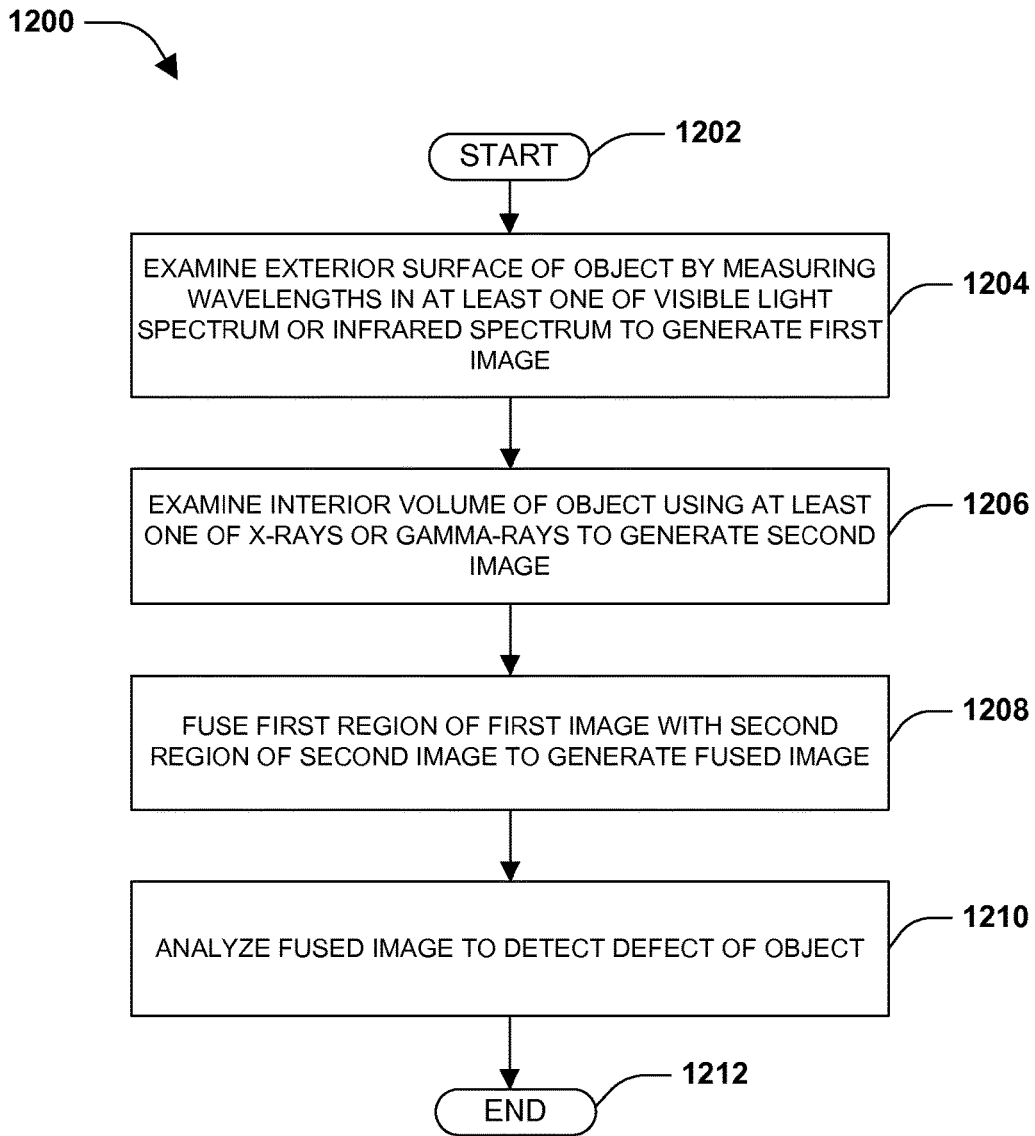 1200
START
1202
EXAMINE EXTERIOR SURFACE OF OBJECT BY MEASURING
WAVELENGTHS IN AT LEAST ONE OF VISIBLE LIGHT
SPECTRUM OR INFRARED SPECTRUM TO GENERATE FIRST
IMAGE
1204
EXAMINE INTERIOR VOLUME OF OBJECT USING AT LEAST
ONE OF X-RAYS OR GAMMA-RAYS TO GENERATE SECOND
IMAGE
1206
FUSE FIRST REGION OF FIRST IMAGE WITH SECOND
REGION OF SECOND IMAGE TO GENERATE FUSED IMAGE
1208
ANALYZE FUSED IMAGE TO DETECT DEFECT OF OBJECT
1210
END
1212